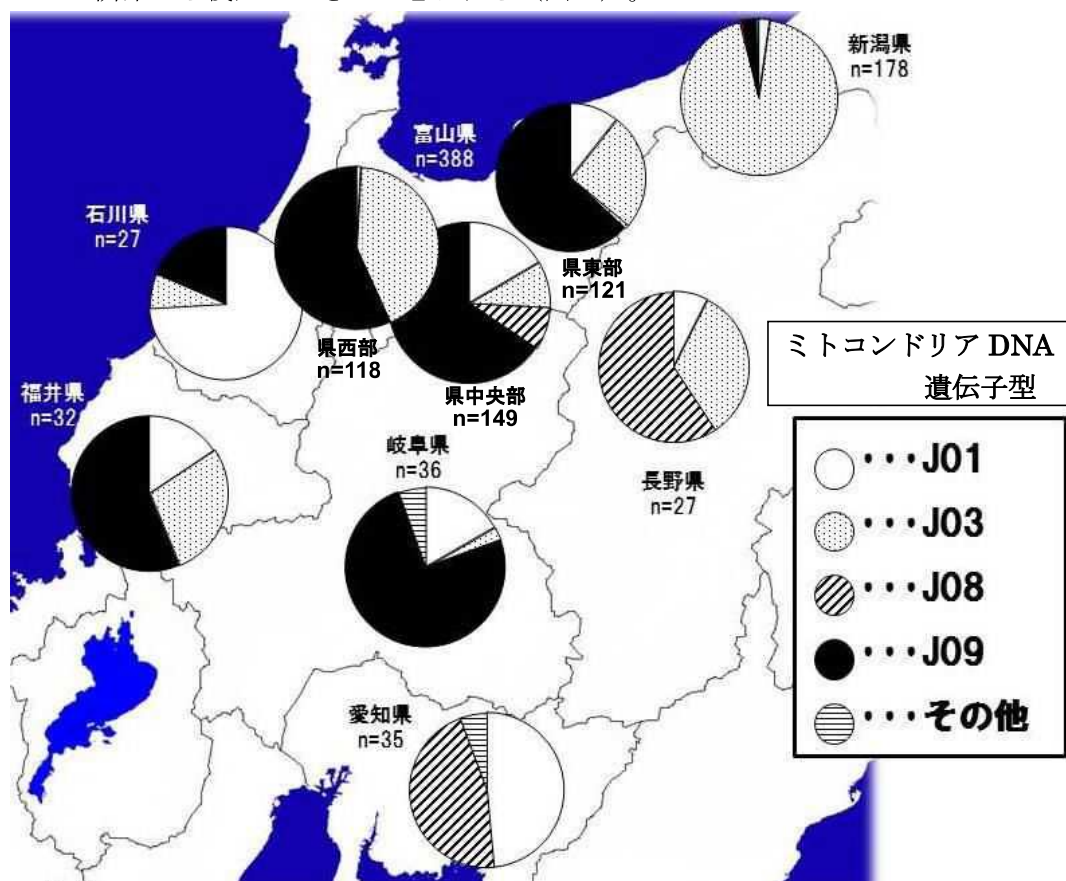 新潟県
n=178
富山県
n=388
石川県
n=27
県東部
n=121
県西部
n=118
県中央部
n=149
福井県
n=32
岐阜県
n=36
長野県
n=27
愛知県
n=35
ミトコンドリア DNA
遺伝子型
・・・J01
・・・J03
・・・J08
・・・J09
・・・その他